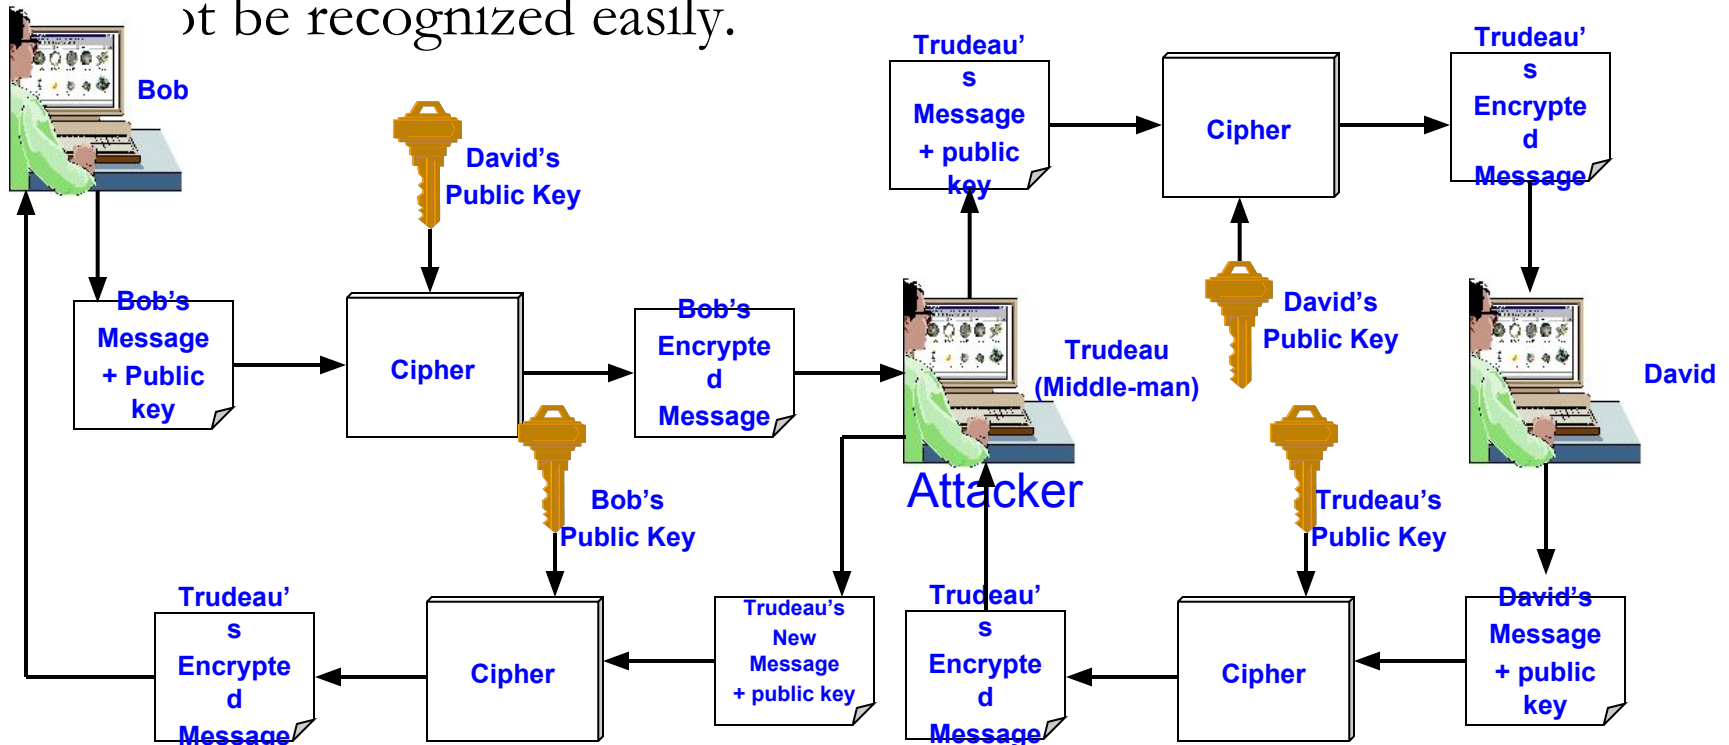 be recognized easily.
Bob
David's
Public Key
Bob's
Message
+ Public
key
Cipher
Bob's
Encrypte
d
Message
Trudeau
(Middle-man)
Attacker
Trudeau'
s
Message
+ public
key
Cipher
David's
Public Key
Trudeau'
s
Encrypte
d
Message
David
David's
Message
+ public
key
Trudeau's
Public Key
Cipher
Trudeau'
s
Encrypte
d
Message
Trudeau's
New
Message
+ public key
Bob's
Public Key
Cipher
Trudeau'
s
Encrypte
d
Message